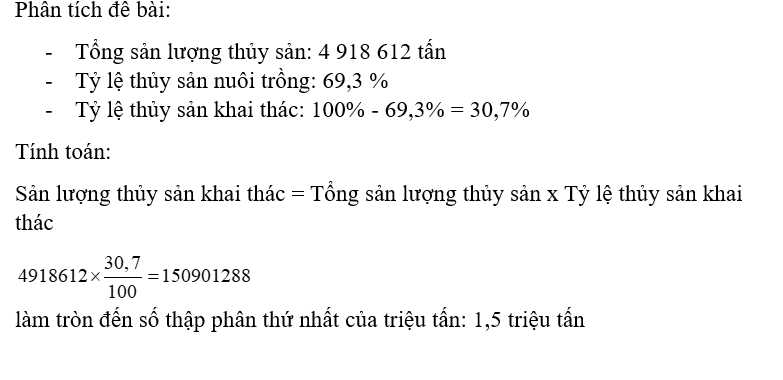 Phân tích đề bài:
- Tổng sản lượng thủy sản: 4 918 612 tấn
- Tỷ lệ thủy sản nuôi trồng: 69,3 %
- Tỷ lệ thủy sản khai thác: 100% - 69,3% = 30,7%
Tính toán:
Sản lượng thủy sản khai thác = Tổng sản lượng thủy sản x Tỷ lệ thủy sản khai
thác
4918612 × 30,7/100 = 150901288
làm tròn đến số thập phân thứ nhất của triệu tấn: 1,5 triệu tấn